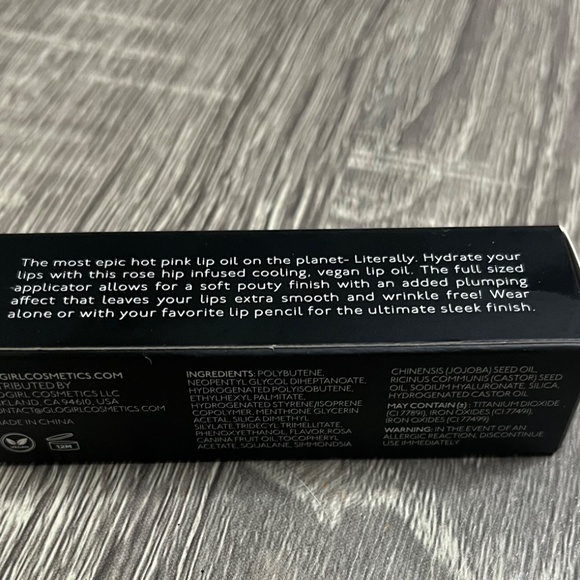 The most epic hot pink lip oil on the planet- Literally. Hydrate your
lips with this rose hip infused cooling, vegan lip oil. The full sized
applicator allows for a soft pouty finish with an added plumping
affect that leaves your lips extra smooth and wrinkle free! Wear
alone or with your favorite lip pencil for the ultimate sleek finish.
OGIRLCOSMETICS.COM
TRIBUTED BY
GIRL COSMETICS LLC
KLAND, CA 94610, USA
ONTACT@GLOGIRLCOSMETICS.COM
ADE IN CHINA
VEGAN
12M
INGREDIENTS: POLYBUTENE,
NEOPENTYL GLYCOL DIHEPTANOATE,
HYDROGENATED POLYISOBUTENE,
ETHYLHEXYL PALMITATE,
HYDROGENATED STYRENE/ISOPRENE
COPOLYMER, MENTHONE GLYCERIN
ACETAL, SILICA DIMETHYL
SILYLATE, TRIDECYL TRIMELLITATE,
PHENOXYETHANOL, FLAVOR, ROSA
CANINA FRUIT OIL, TOCOPHERYL
ACETATE, SQUALANE, SIMMONDSIA
CHINENSIS (JOJOBA) SEED OIL,
RICINUS COMMUNIS (CASTOR) SEED
OIL, SODIUM HYALURONATE, SILICA,
HYDROGENATED CASTOR OIL
MAY CONTAIN(+): TITANIUM DIOXIDE
(CI 77891), IRON OXIDES (CI 77491),
IRON OXIDES (CI 77499)
WARNING: IN THE EVENT OF AN
ALLERGIC REACTION, DISCONTINUE
USE IMMEDIATELY